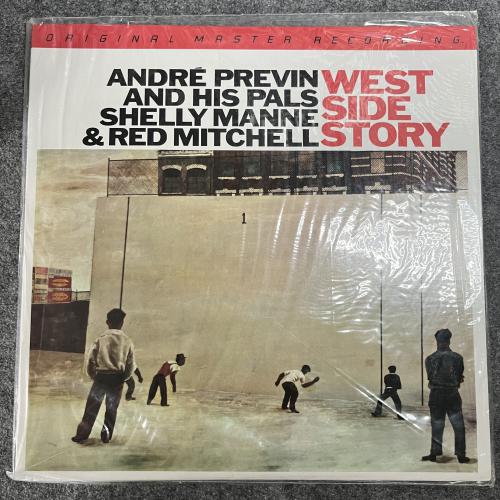 ORIGINAL MASTER RECORDING
ANDRÉ PREVIN WEST
AND HIS PALS SIDE
SHELLY MANNE STORY
& RED MITCHELL
1